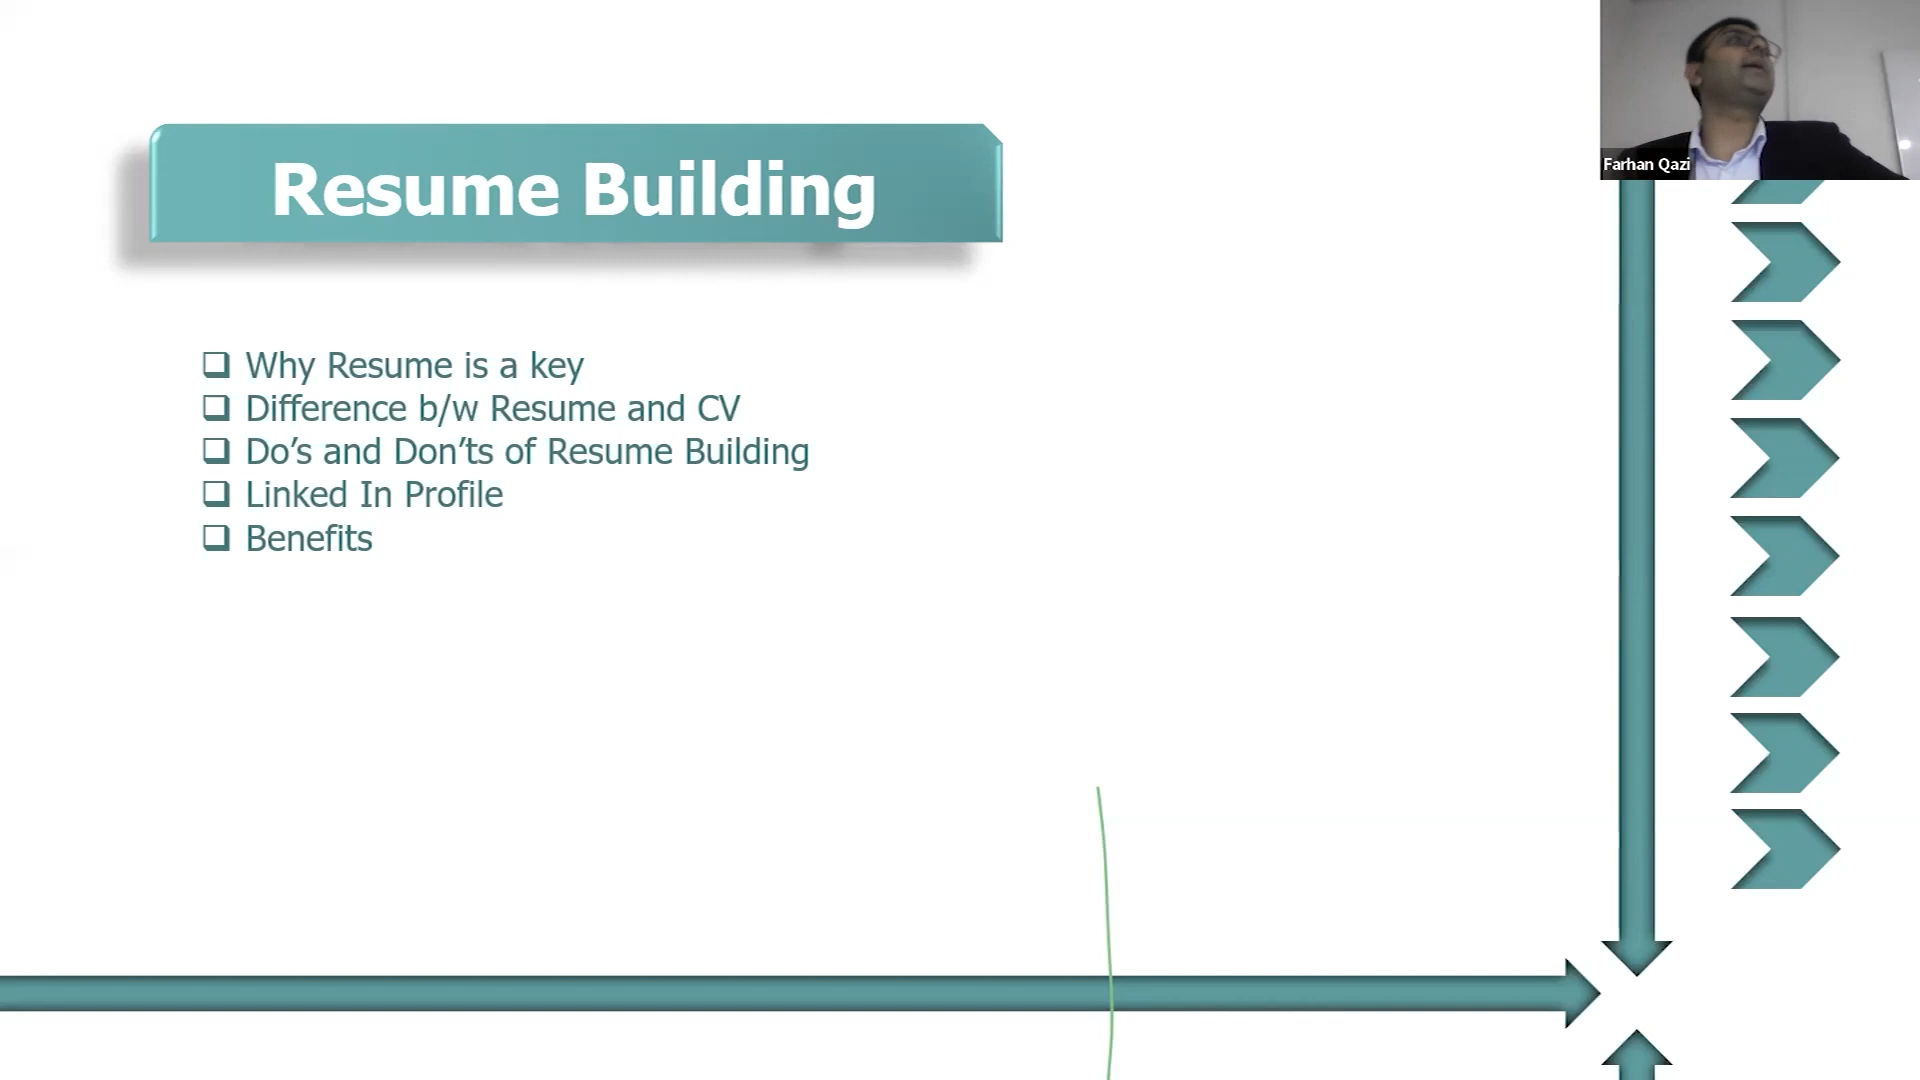 Resume Building
Why Resume is a key
Difference b/w Resume and CV
Do’s and Don’ts of Resume Building
Linked In Profile
Benefits
Farhan Qazi